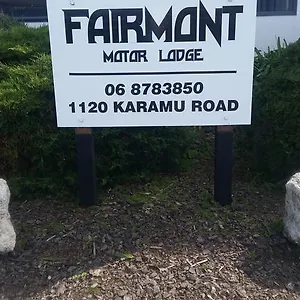 FAIRMONT
MOTOR LODGE
06 8783850
1120 KARAMU ROAD